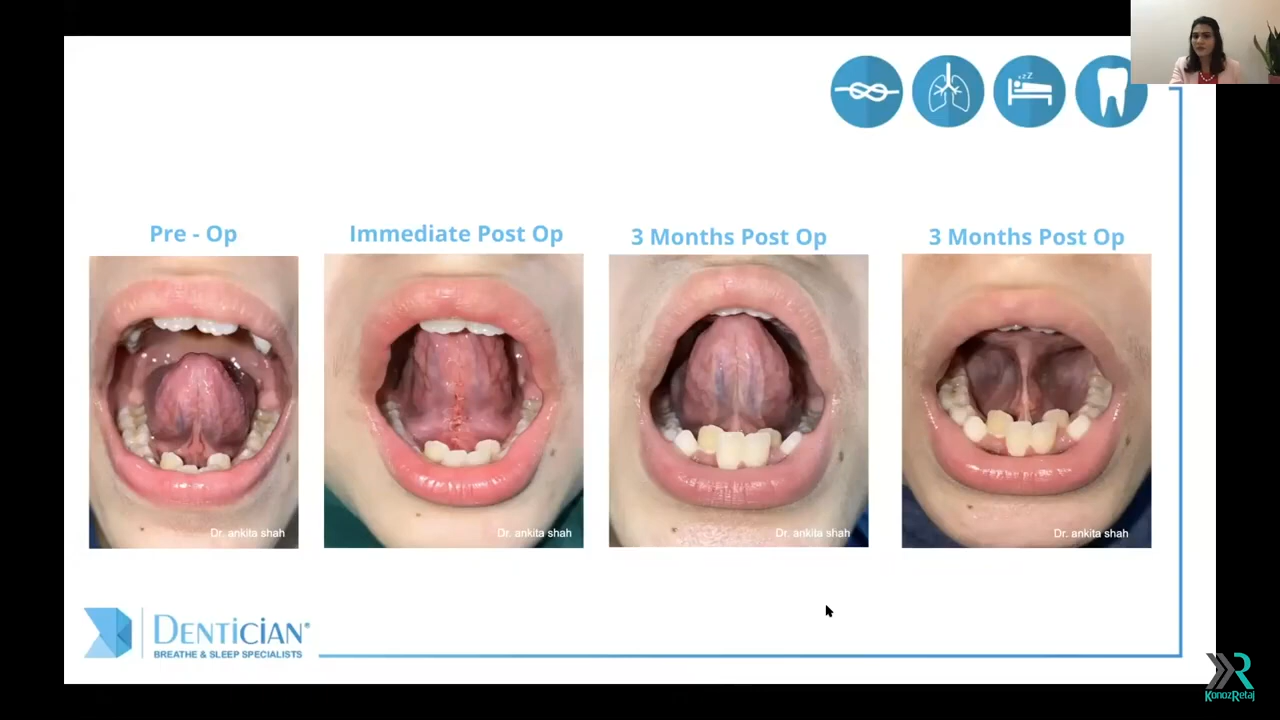 Pre - Op
Immediate Post Op
3 Months Post Op
3 Months Post Op
Dr. ankita shah
Dr. ankita shah
Dr. ankita shah
Dr. ankita shah
DENTiCiAN®
BREATHE & SLEEP SPECIALISTS
KonozRetaj
zzZ